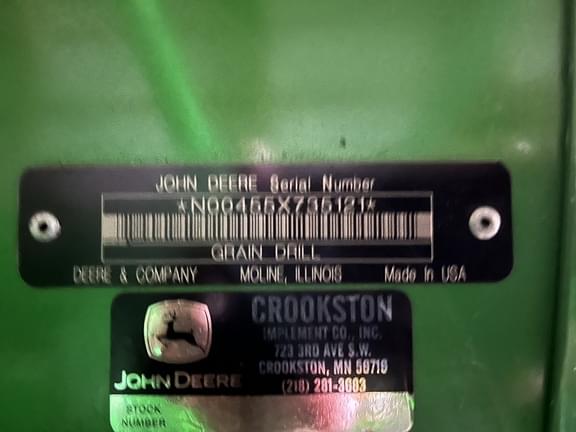 JOHN DEERE Serial Number
*N00455X735121*
GRAIN DRILL
DEERE & COMPANY MOLINE, ILLINOIS Made in USA
CROOKSTON
IMPLEMENT CO., INC.
723 3RD AVE S.W.
CROOKSTON, MN 56716
(218) 281-3603
JOHN DEERE
STOCK
NUMBER